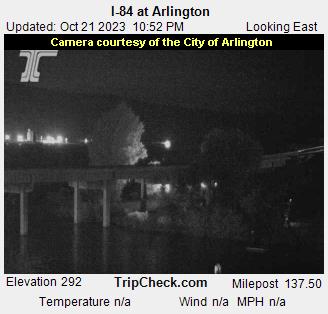 I-84 at Arlington
Updated: Oct 21 2023 10:52 PM Looking East
Camera courtesy of the City of Arlington
Elevation 292 TripCheck.com Milepost 137.50
Temperature n/a Wind n/a MPH n/a